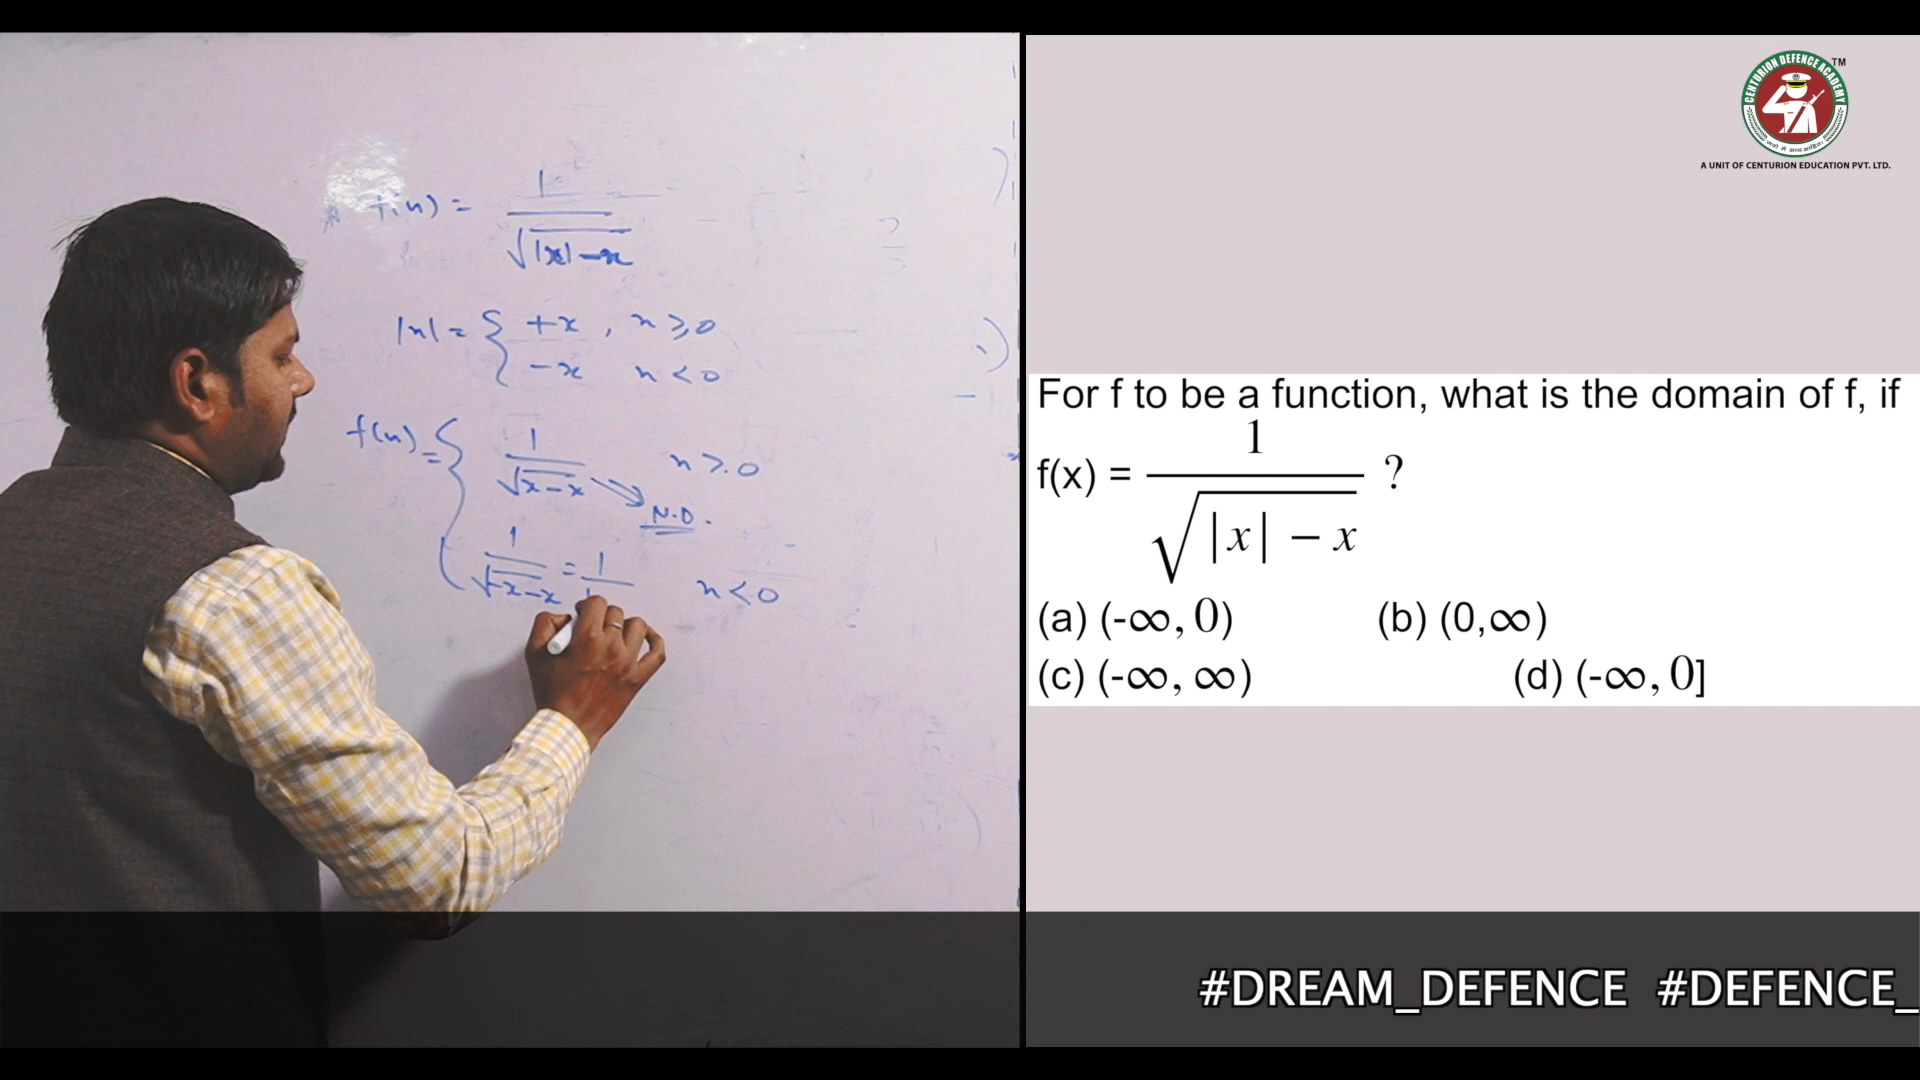 f(x) = 1/√(|x| - x)
|x| = { +x , x ≥ 0
-x x < 0
f(x) = { 1/√(x-x) x ≥ 0
N.D.
1/√(-x-x) = 1/ x < 0
CENTURION DEFENCE ACADEMY
TM
A UNIT OF CENTURION EDUCATION PVT. LTD.
For f to be a function, what is the domain of f, if
f(x) = 1/√(|x| − x) ?
(a) (-∞, 0) (b) (0,∞)
(c) (-∞, ∞) (d) (-∞, 0]
#DREAM_DEFENCE #DEFENCE_